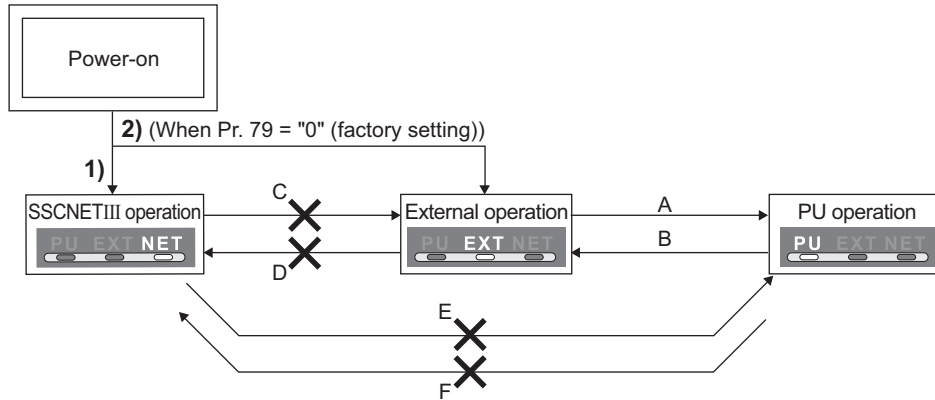 Power-on
2) (When Pr. 79 = "0" (factory setting))
1)
SSCNETIII operation
C
External operation
A
PU operation
PU EXT NET
PU EXT NET
PU EXT NET
D
B
E
F